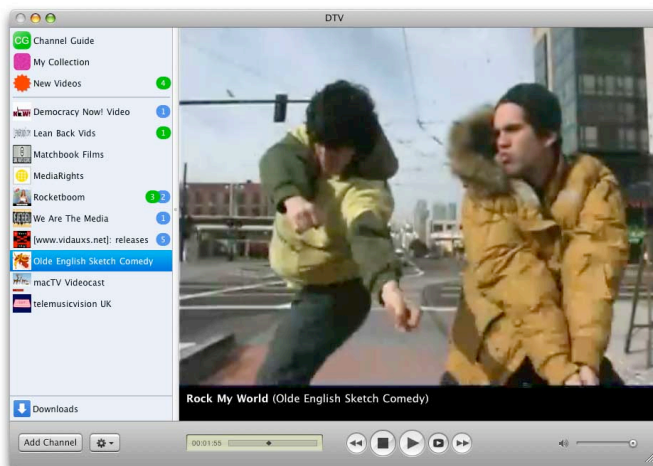 DTV
CG Channel Guide
My Collection
New Videos 4
NEW! Democracy Now! Video 1
Lean Back Vids 1
Matchbook Films
MediaRights
Rocketboom 3 2
We Are The Media 1
[www.vidauxs.net]: releases 5
Olde English Sketch Comedy
macTV Videocast
telemusicvision UK
Downloads
Rock My World (Olde English Sketch Comedy)
Add Channel
00:01:55